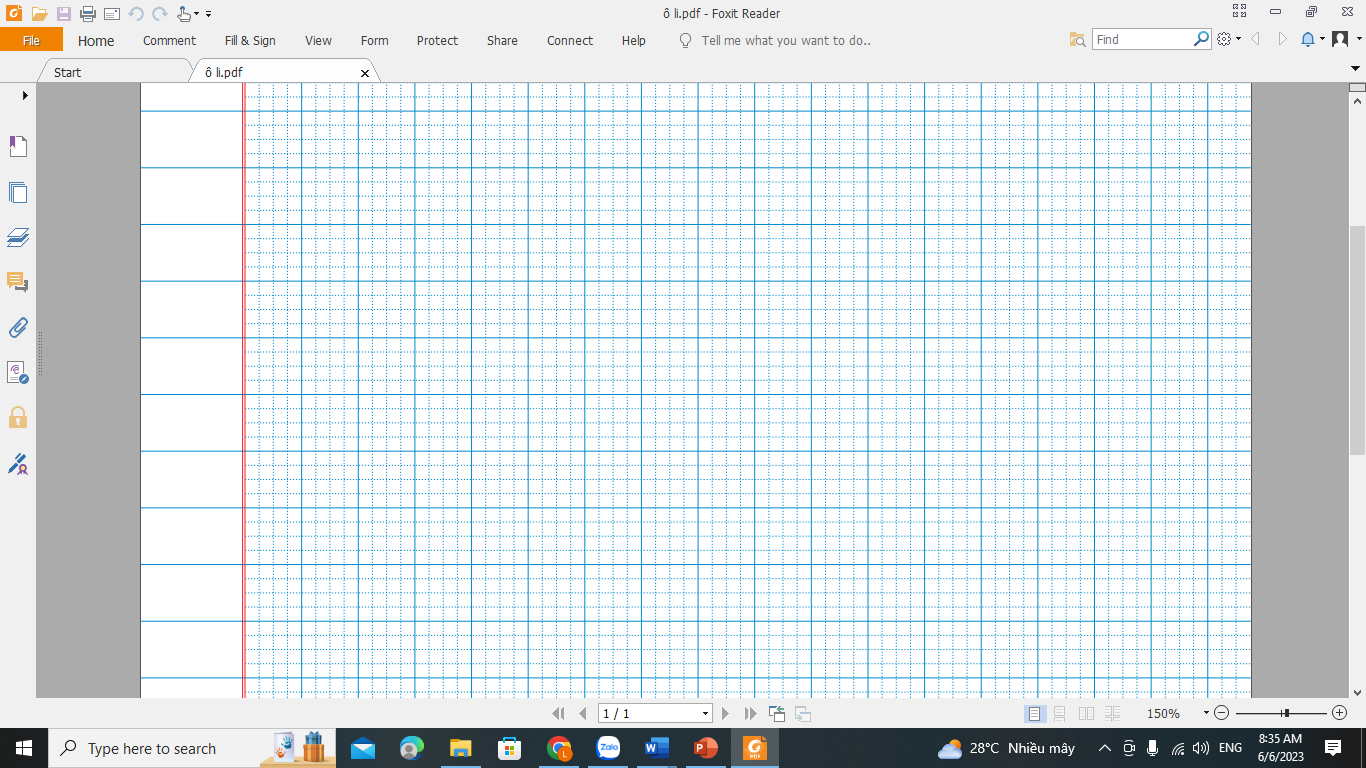 ô li.pdf - Foxit Reader
File Home Comment Fill & Sign View Form Protect Share Connect Help Tell me what you want to do.. Find
Start ô li.pdf
1 / 1 150%
Type here to search Zalo 28°C Nhiều mây ENG 8:35 AM
6/6/2023